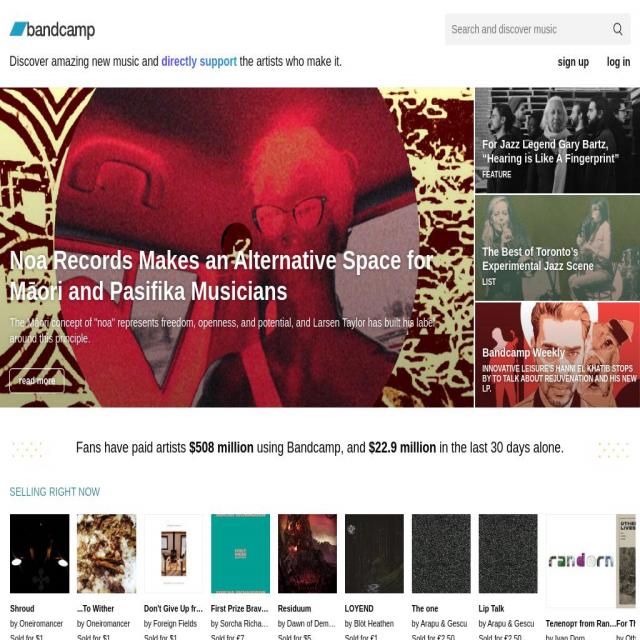 bandcamp
Search and discover music
Discover amazing new music and directly support the artists who make it.
sign up
log in
Noa Records Makes an Alternative Space for
Māori and Pasifika Musicians
The Māori concept of "noa" represents freedom, openness, and potential, and Larsen Taylor has built his label
around this principle.
read more
For Jazz Legend Gary Bartz,
“Hearing is Like A Fingerprint”
FEATURE
The Best of Toronto’s
Experimental Jazz Scene
LIST
Bandcamp Weekly
INNOVATIVE LEISURE'S HANNI EL KHATIB STOPS
BY TO TALK ABOUT REJUVENATION AND HIS NEW
LP.
Fans have paid artists $508 million using Bandcamp, and $22.9 million in the last 30 days alone.
SELLING RIGHT NOW
Shroud
by Oneiromancer
Sold for $1
...To Wither
by Oneiromancer
Sold for $1
Don't Give Up fr...
by Foreign Fields
Sold for $1
First Prize Brav...
by Sorcha Richa...
Sold for €7
Residuum
by Dawn of Dem...
Sold for $5
LOYEND
by Blöt Heathen
Sold for €1
The one
by Arapu & Gescu
Sold for €2.50
Lip Talk
by Arapu & Gescu
Sold for €2.50
random
by Ivan Dorn
OTHER
LIVES
For T
by Oth